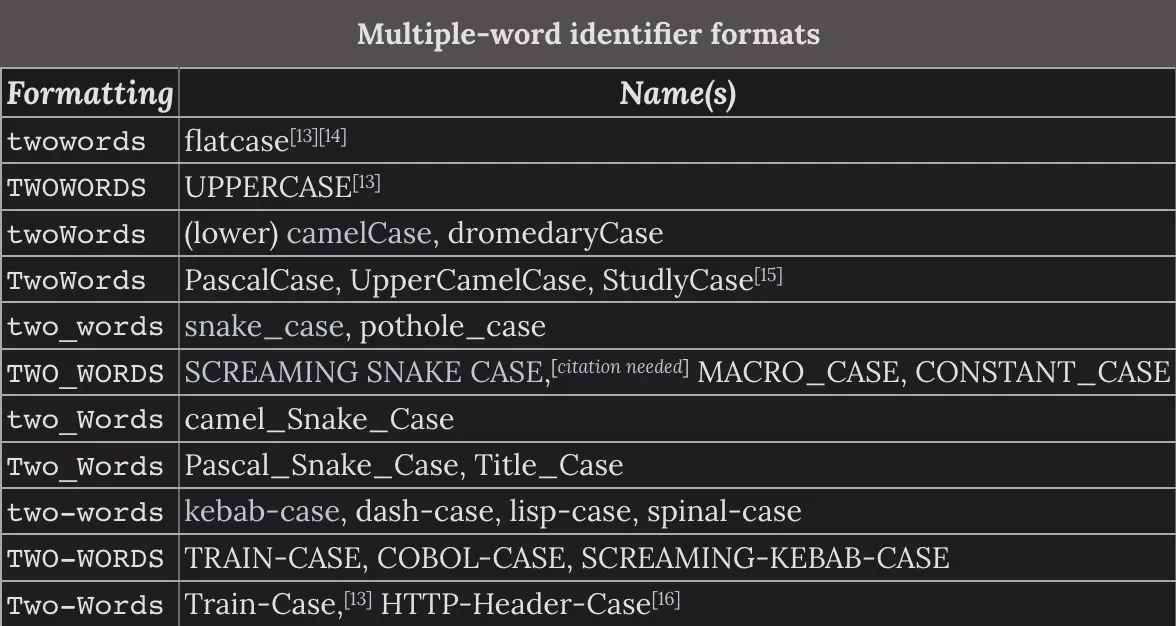 Multiple-word identifier formats
Formatting Name(s)
twowords flatcase[13][14]
TWOWORDS UPPERCASE[13]
twoWords (lower) camelCase, dromedaryCase
TwoWords PascalCase, UpperCamelCase, StudlyCase[15]
two_words snake_case, pothole_case
TWO_WORDS SCREAMING SNAKE CASE,[citation needed] MACRO_CASE, CONSTANT_CASE
two_Words camel_Snake_Case
Two_Words Pascal_Snake_Case, Title_Case
two-words kebab-case, dash-case, lisp-case, spinal-case
TWO-WORDS TRAIN-CASE, COBOL-CASE, SCREAMING-KEBAB-CASE
Two-Words Train-Case,[13] HTTP-Header-Case[16]